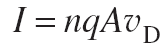 I = nqAv_D